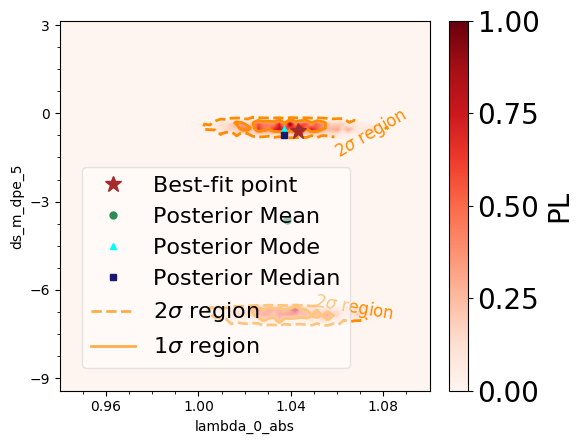 3
0
−3
−6
−9
ds_m_dpe_5
0.96
1.00
1.04
1.08
lambda_0_abs
2σ region
2σ region
Best-fit point
Posterior Mean
Posterior Mode
Posterior Median
2σ region
1σ region
1.00
0.75
0.50
0.25
0.00
PL